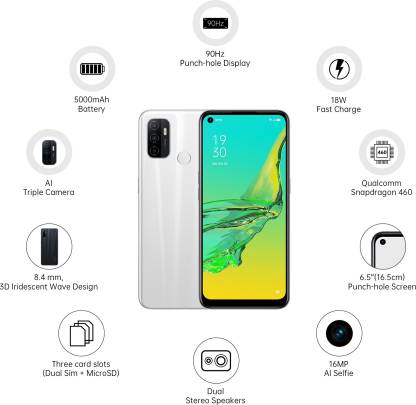 90Hz
90Hz
Punch-hole Display
5000mAh
Battery
18W
Fast Charge
19
30
AI
Triple Camera
460
Qualcomm
Snapdragon 460
8.4 mm,
3D Iridescent Wave Design
6.5"(16.5cm)
Punch-hole Screen
Three card slots
(Dual Sim + MicroSD)
16MP
AI Selfie
Dual
Stereo Speakers